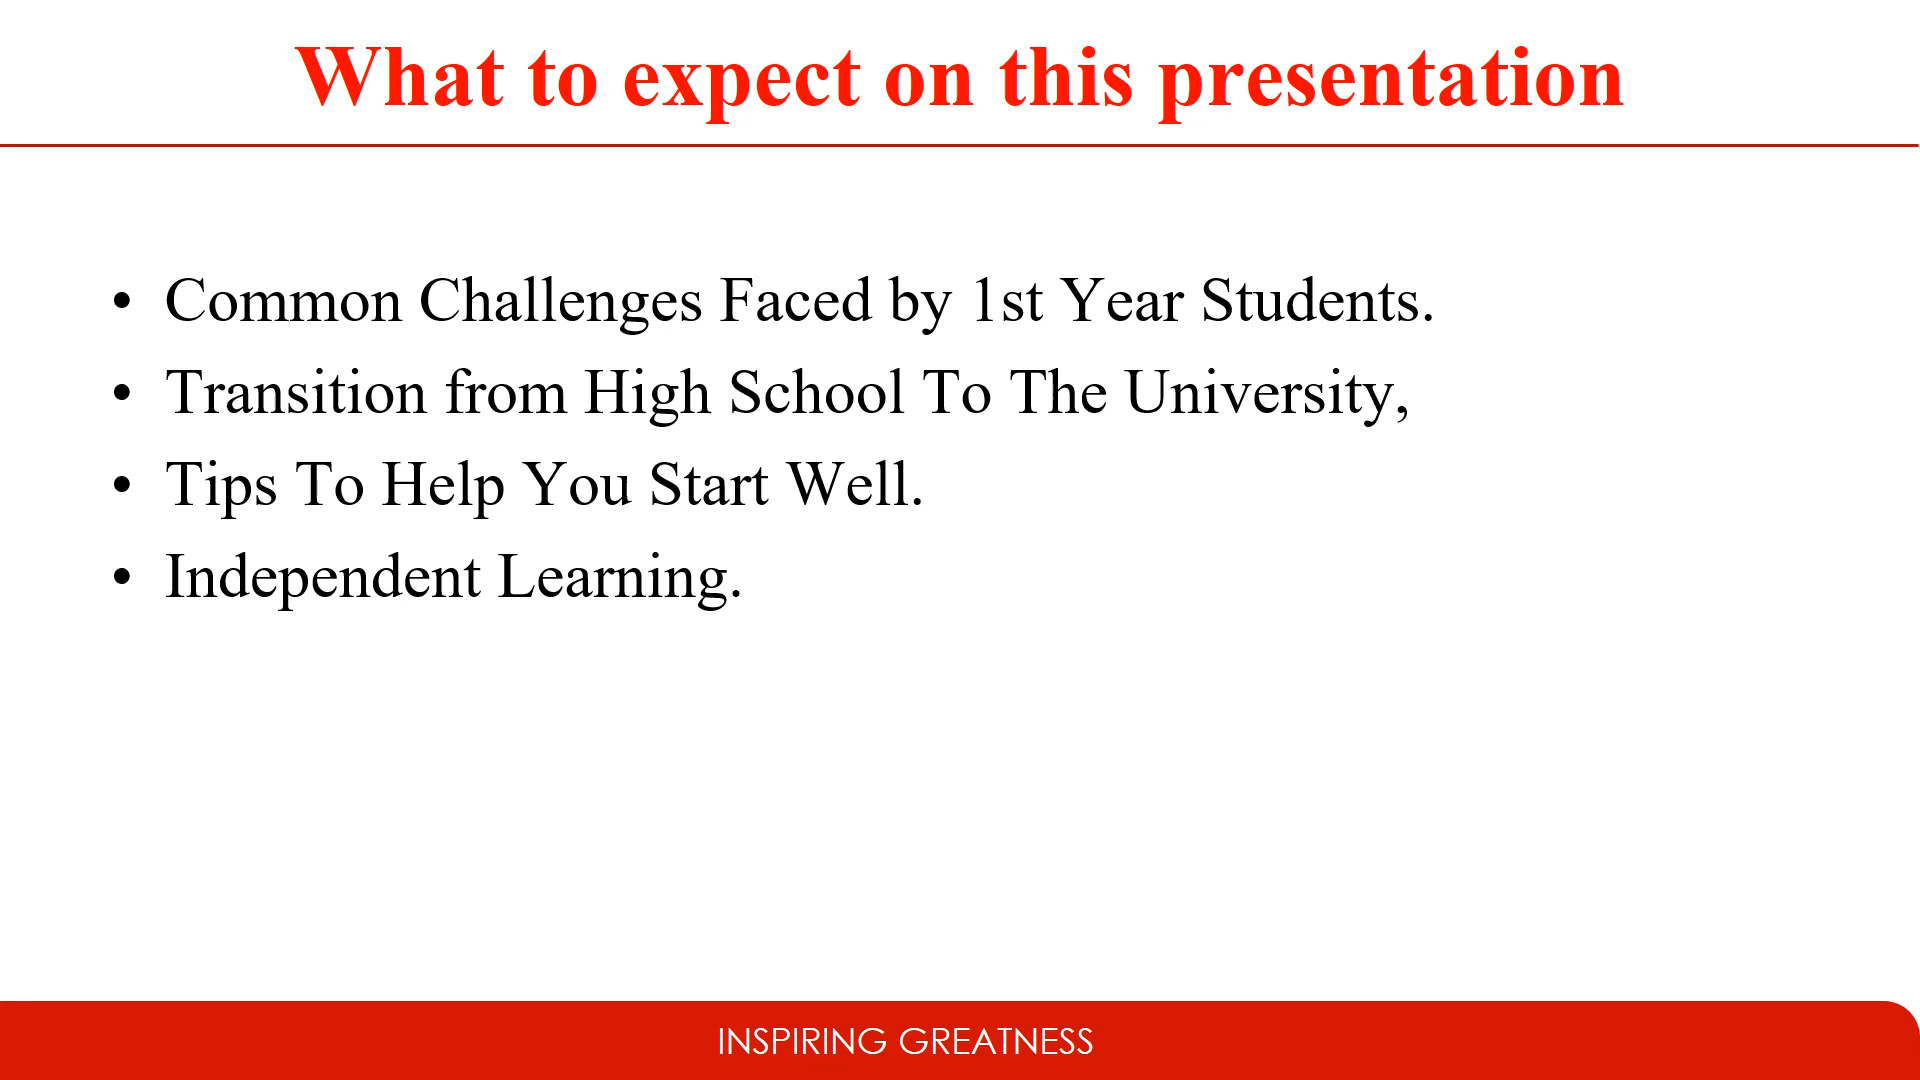 What to expect on this presentation
• Common Challenges Faced by 1st Year Students.
• Transition from High School To The University,
• Tips To Help You Start Well.
• Independent Learning.
INSPIRING GREATNESS